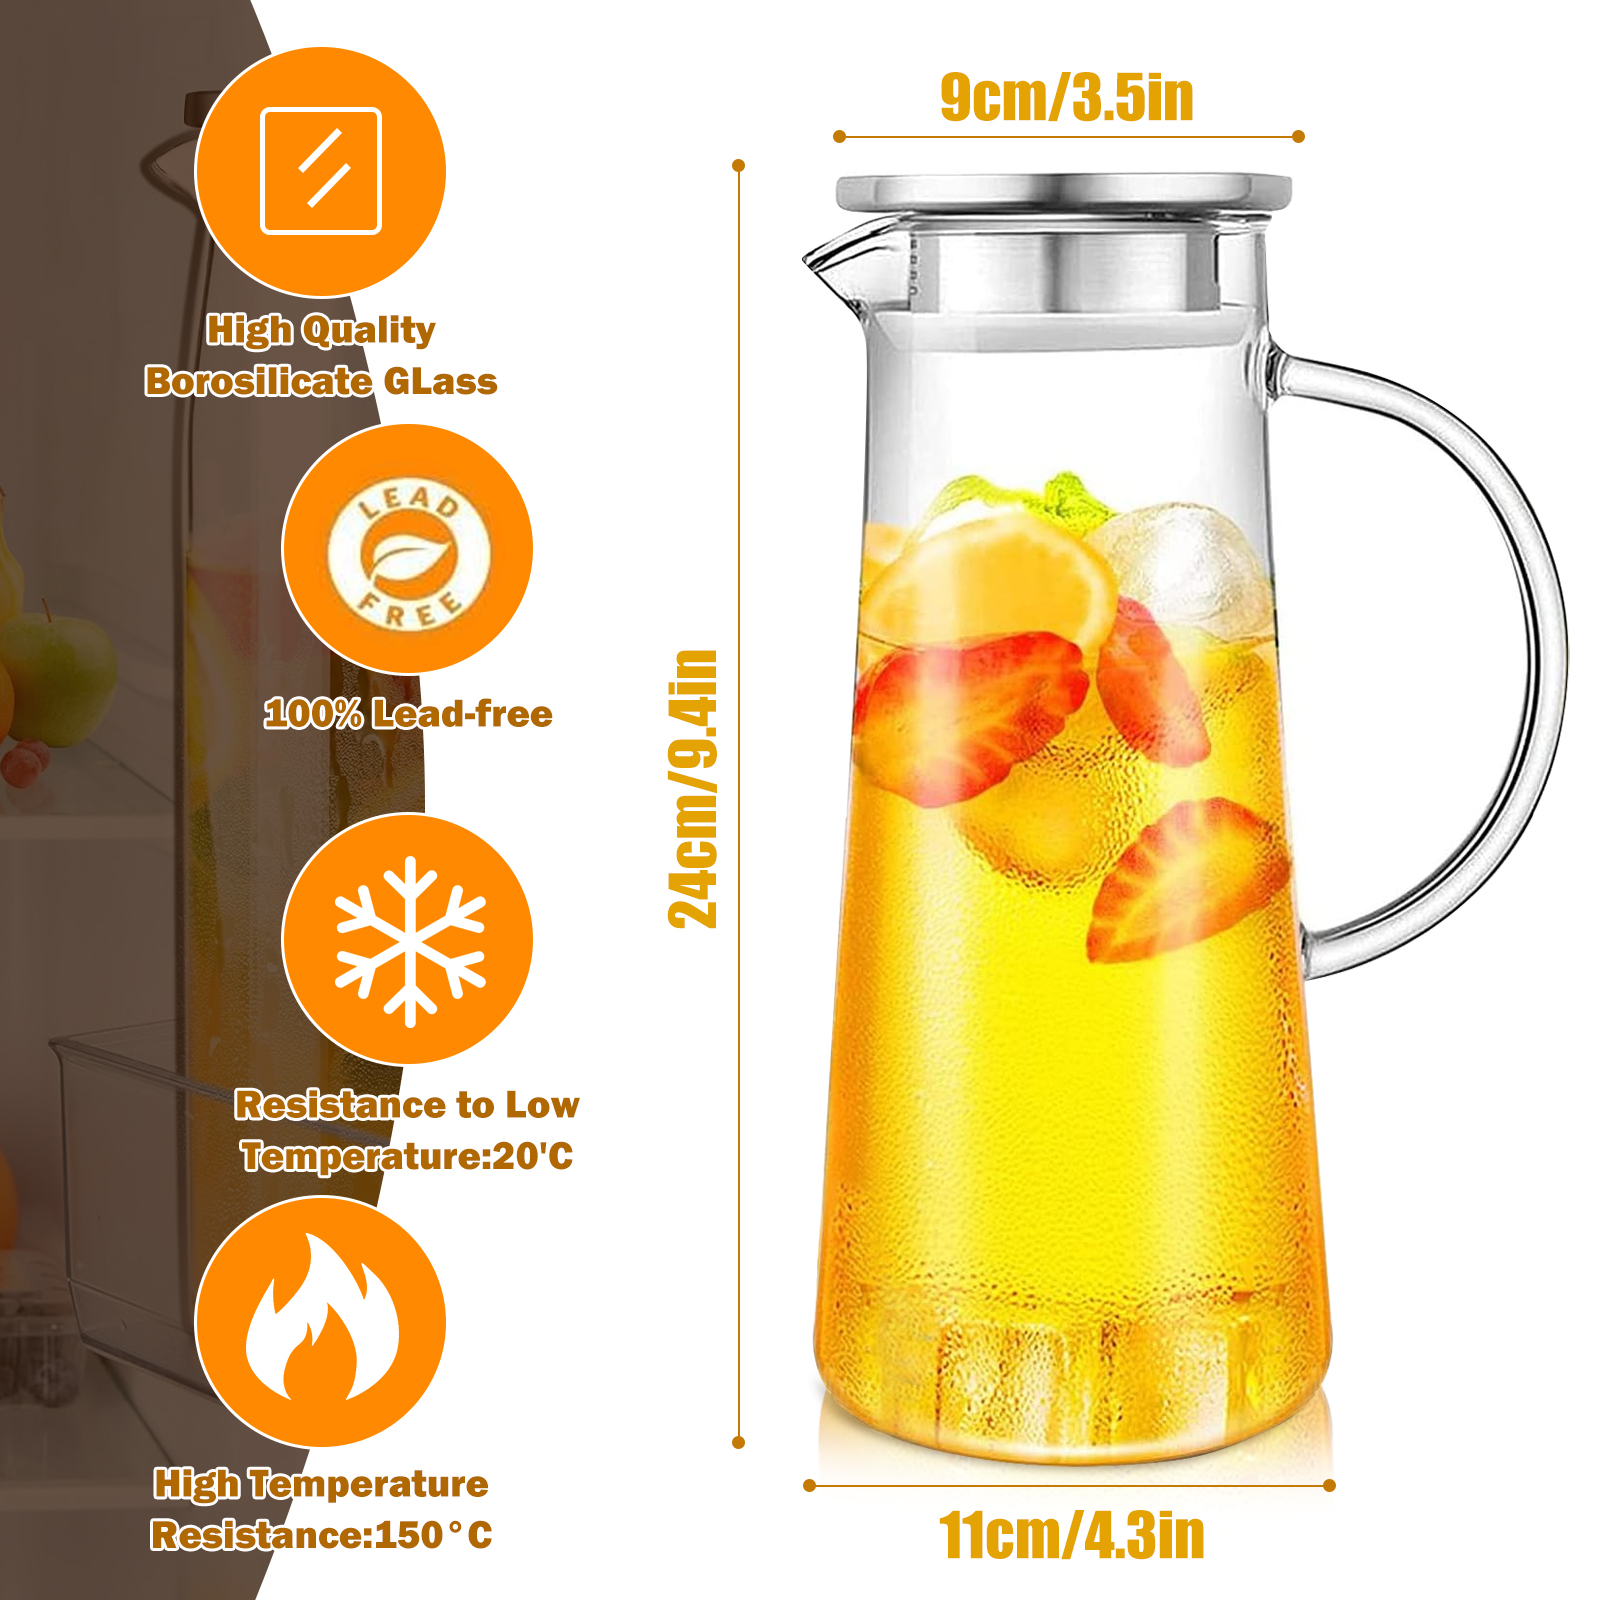 High Quality
Borosilicate GLass
LEAD
FREE
100% Lead-free
Resistance to Low
Temperature:20'C
High Temperature
Resistance:150°C
9cm/3.5in
24cm/9.4in
11cm/4.3in